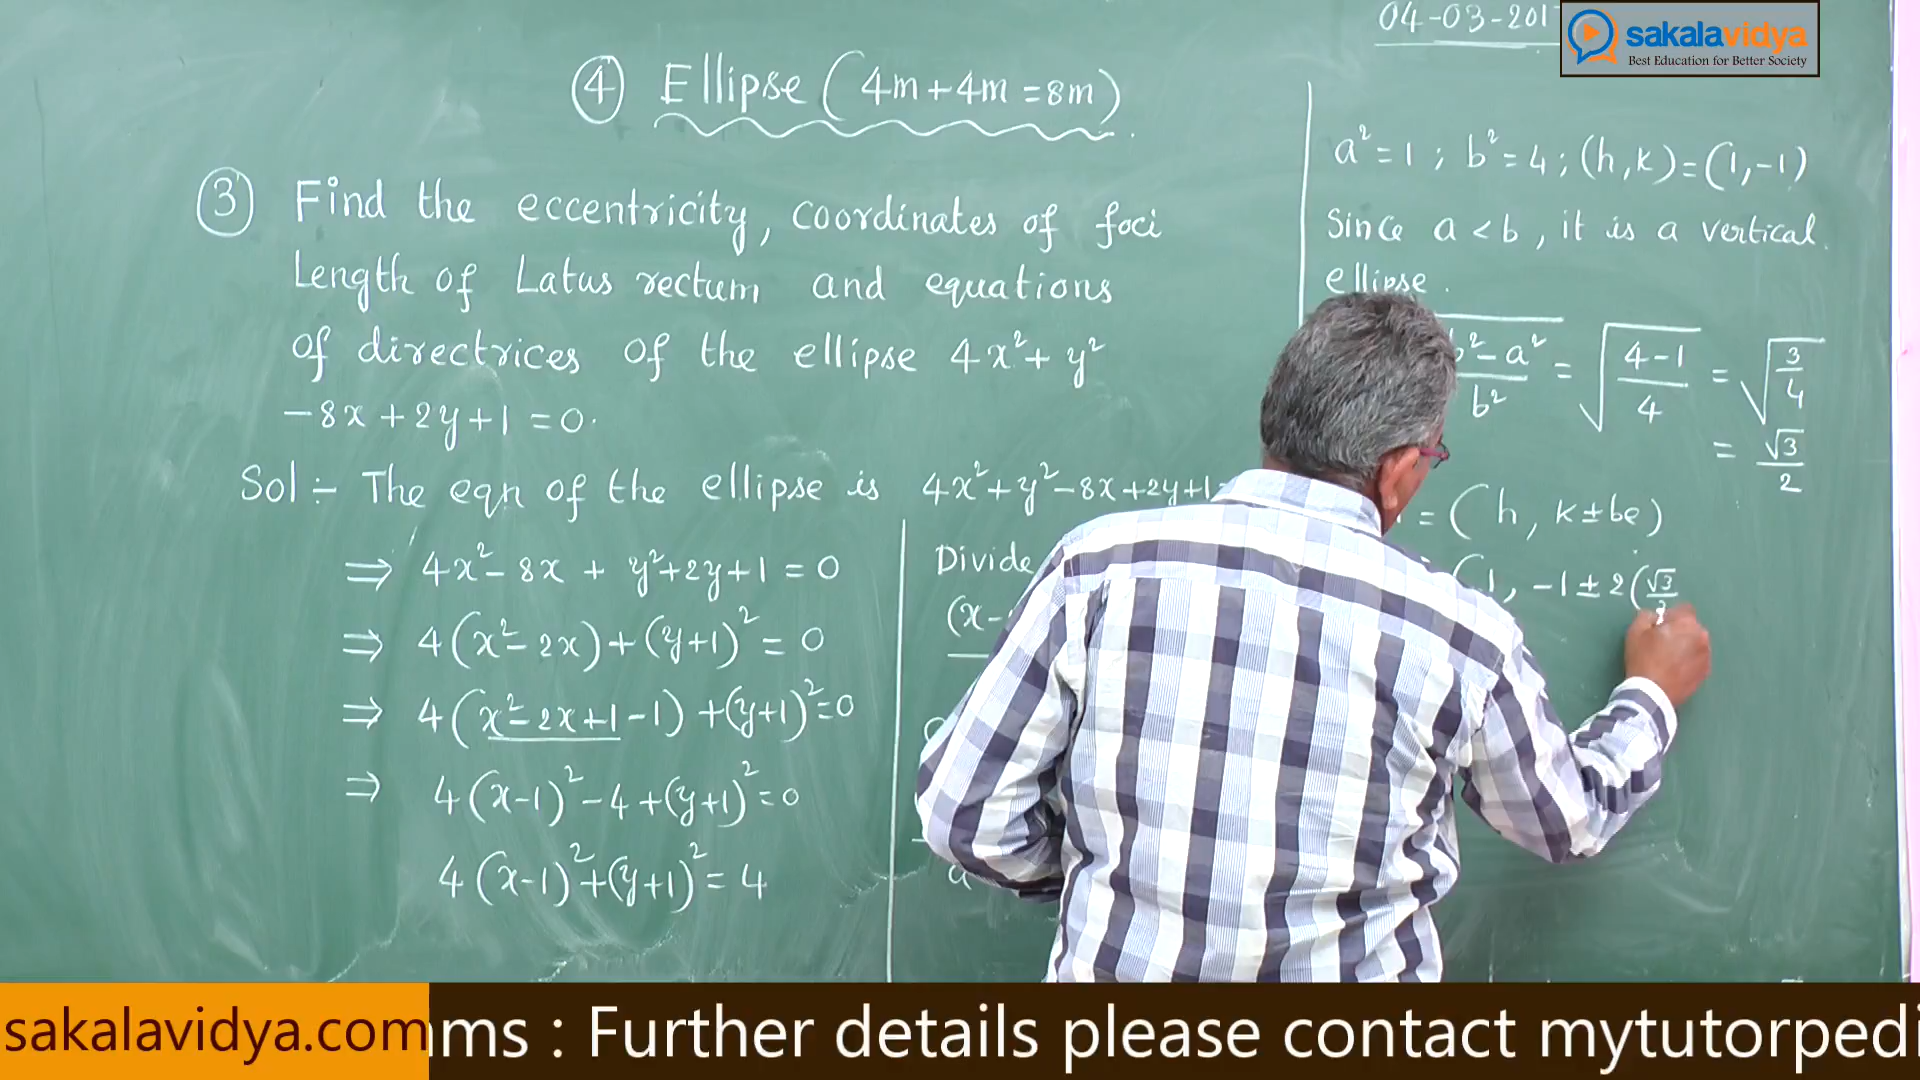 04-03-201
sakalavidya
Best Education for Better Society
④ Ellipse (4m+4m=8m)
③ Find the eccentricity, coordinates of foci
Length of Latus rectum and equations
of directrices of the ellipse 4x²+y²
-8x+2y+1=0.
Sol :- The eqn of the ellipse is 4x²+y²-8x+2y+1
⇒ 4x²-8x + y²+2y+1=0
⇒ 4(x²-2x)+(y+1)²=0
⇒ 4(x²-2x+1-1)+(y+1)²=0
⇒ 4(x-1)²-4+(y+1)²=0
4(x-1)²+(y+1)²=4
Divide
(x-
a
a²=1; b²=4; (h,k)=(1,-1)
Since a<b, it is a vertical
ellipse.
b²-a²/b² = √(4-1/4) = √(3/4)
= √3/2
= (h, k±be)
(1, -1±2(√3/2
sakalavidya.com
ms : Further details please contact mytutorpedi